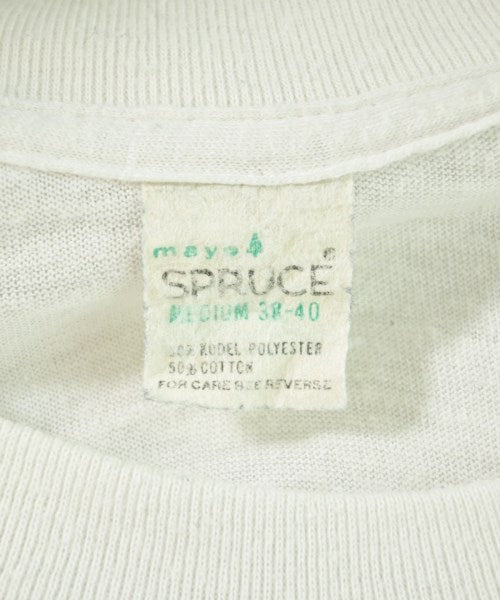 mayo
SPRUCE ®
MEDIUM 38-40
50% KODEL POLYESTER
50% COTTON
FOR CARE SEE REVERSE